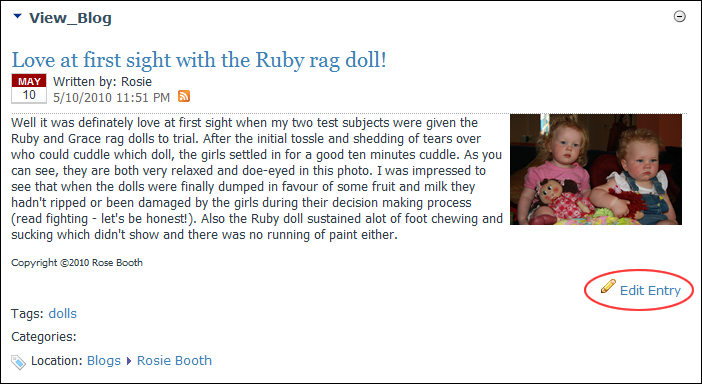 View_Blog
Love at first sight with the Ruby rag doll!
MAY
10
Written by: Rosie
5/10/2010 11:51 PM
Well it was definately love at first sight when my two test subjects were given the
Ruby and Grace rag dolls to trial. After the initial tossle and shedding of tears over
who could cuddle which doll, the girls settled in for a good ten minutes cuddle. As you
can see, they are both very relaxed and doe-eyed in this photo. I was impressed to
see that when the dolls were finally dumped in favour of some fruit and milk they
hadn't ripped or been damaged by the girls during their decision making process
(read fighting - let's be honest!). Also the Ruby doll sustained alot of foot chewing and
sucking which didn't show and there was no running of paint either.
Copyright ©2010 Rose Booth
Edit Entry
Tags: dolls
Categories:
Location: Blogs Rosie Booth